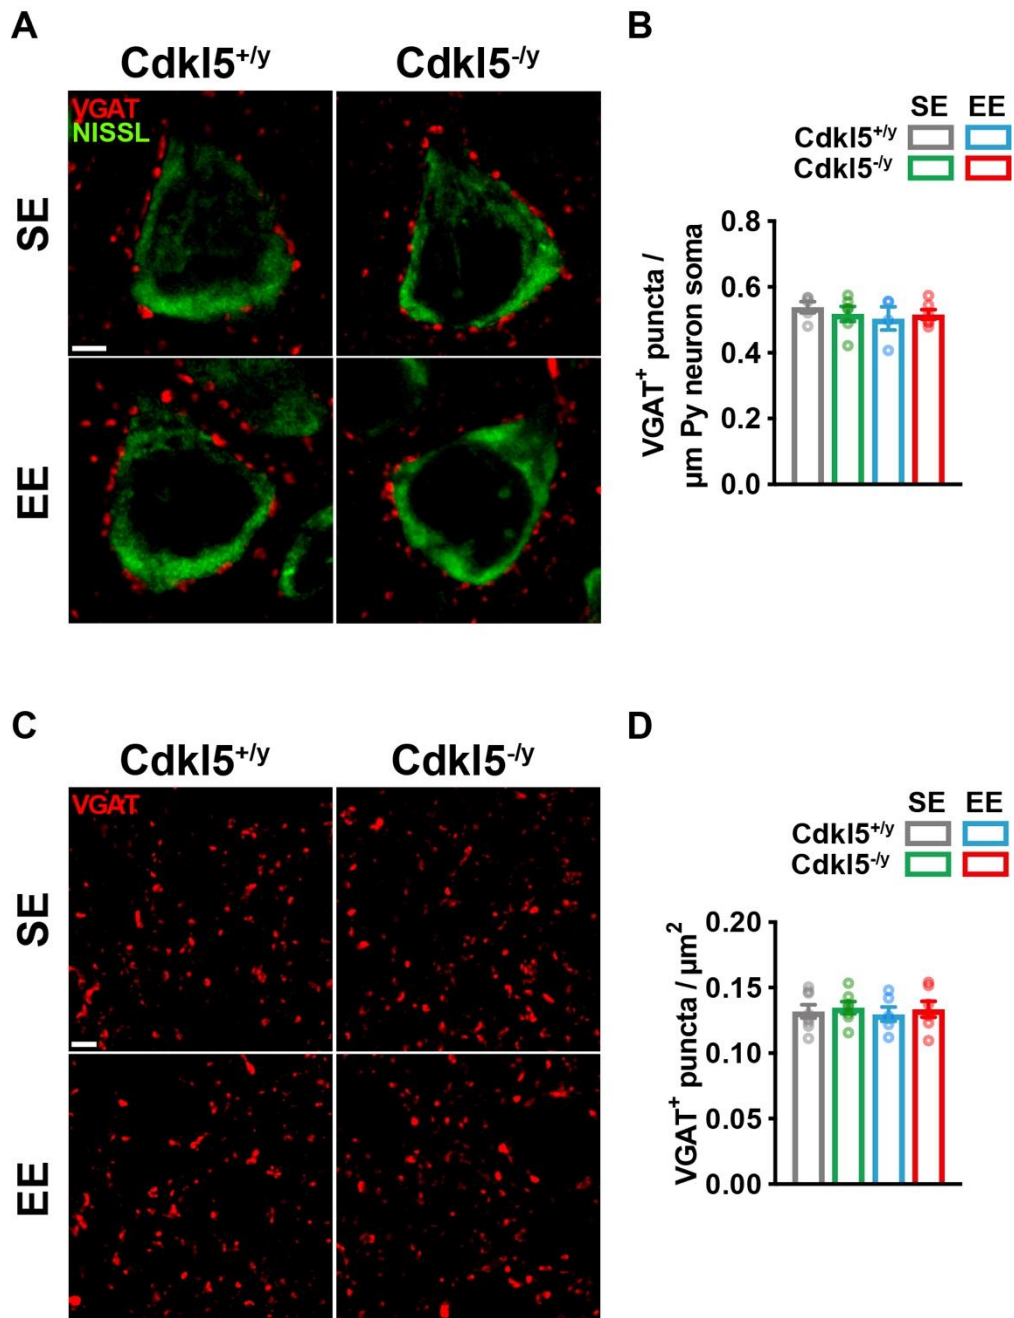 A
Cdkl5+/y Cdkl5-/y
VGAT
NISSL
SE
EE
B
SE EE
Cdkl5+/y
Cdkl5-/y
VGAT+ puncta /
µm Py neuron soma
0.8
0.6
0.4
0.2
0.0
C
Cdkl5+/y Cdkl5-/y
VGAT
SE
EE
D
SE EE
Cdkl5+/y
Cdkl5-/y
VGAT+ puncta / µm²
0.20
0.15
0.10
0.05
0.00